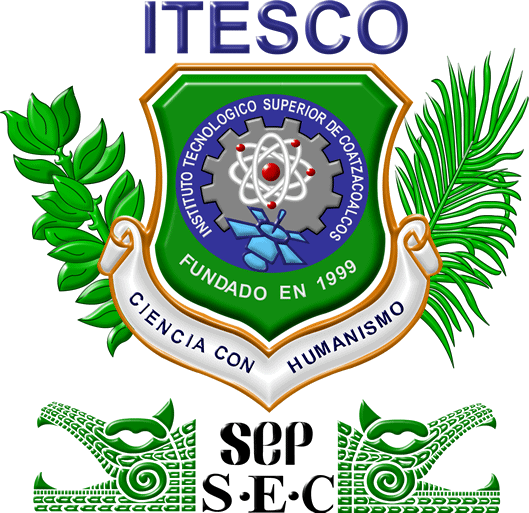 ITESCO
INSTITUTO TECNOLOGICO SUPERIOR DE COATZACOALCOS
FUNDADO EN 1999
CIENCIA CON HUMANISMO
sep
S·E·C